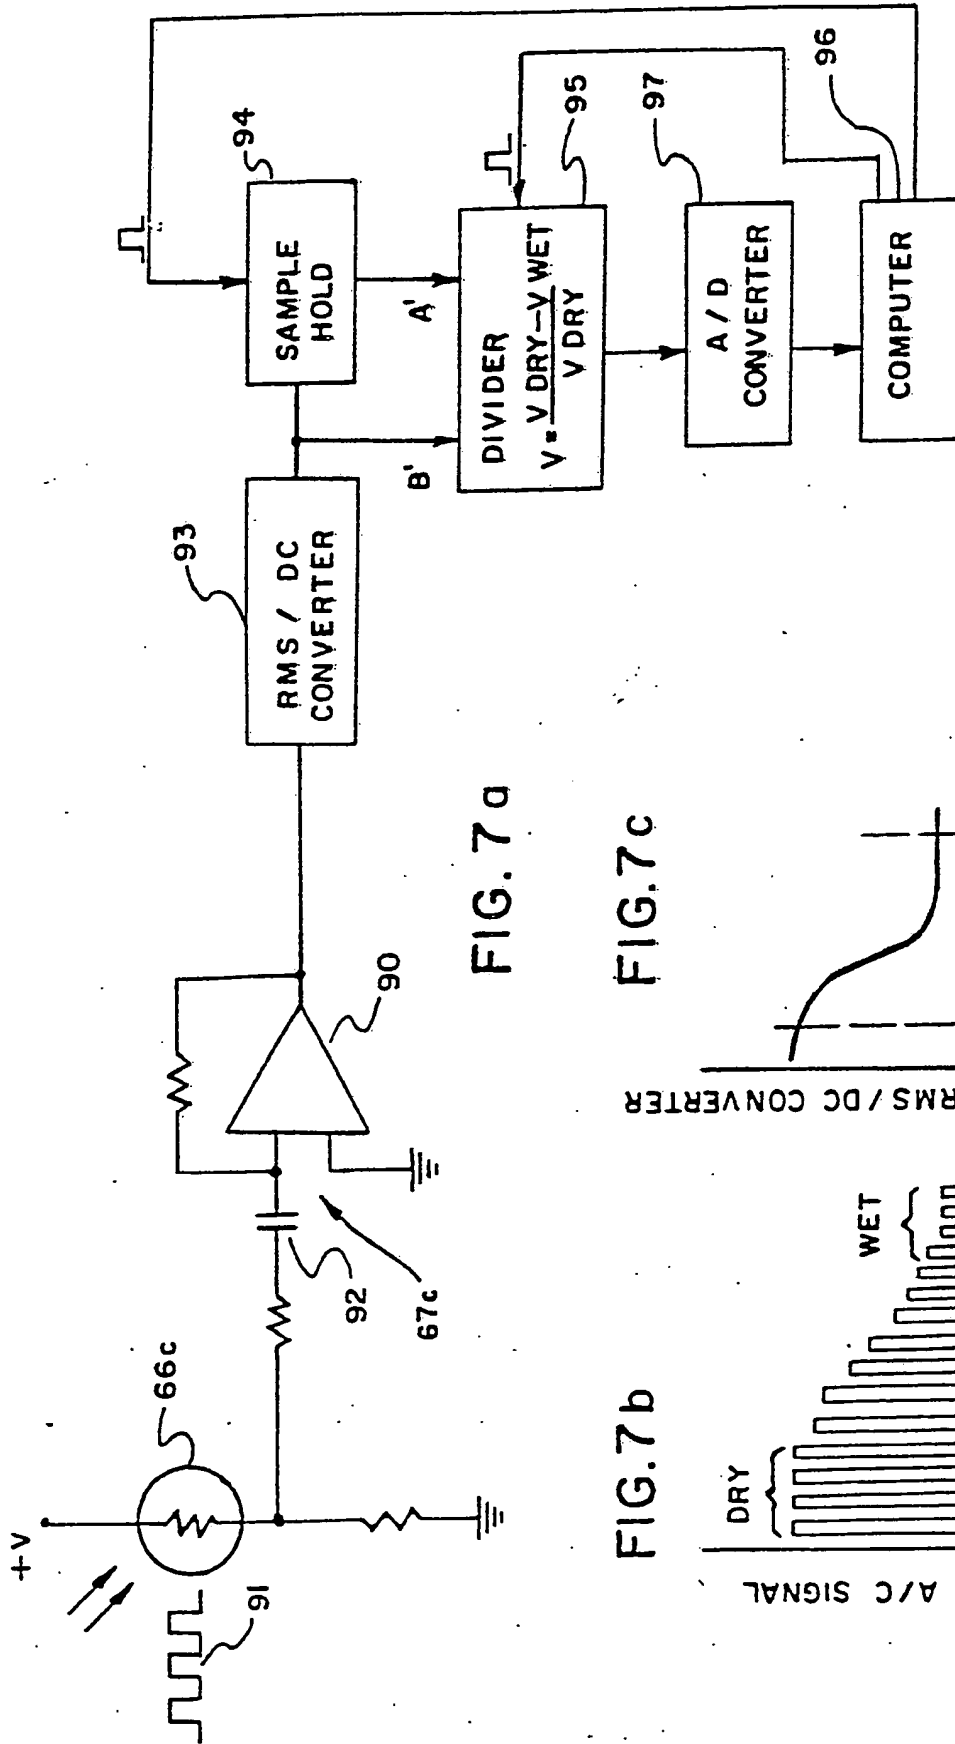 +V
66c
91
92
67c
90
93
RMS / DC
CONVERTER
94
SAMPLE
HOLD
B'
A'
DIVIDER
V = V DRY—V WET
V DRY
95
97
A / D
CONVERTER
96
COMPUTER
FIG. 7a
FIG.7b
A/C SIGNAL
DRY
WET
FIG.7c
RMS/DC CONVERTER